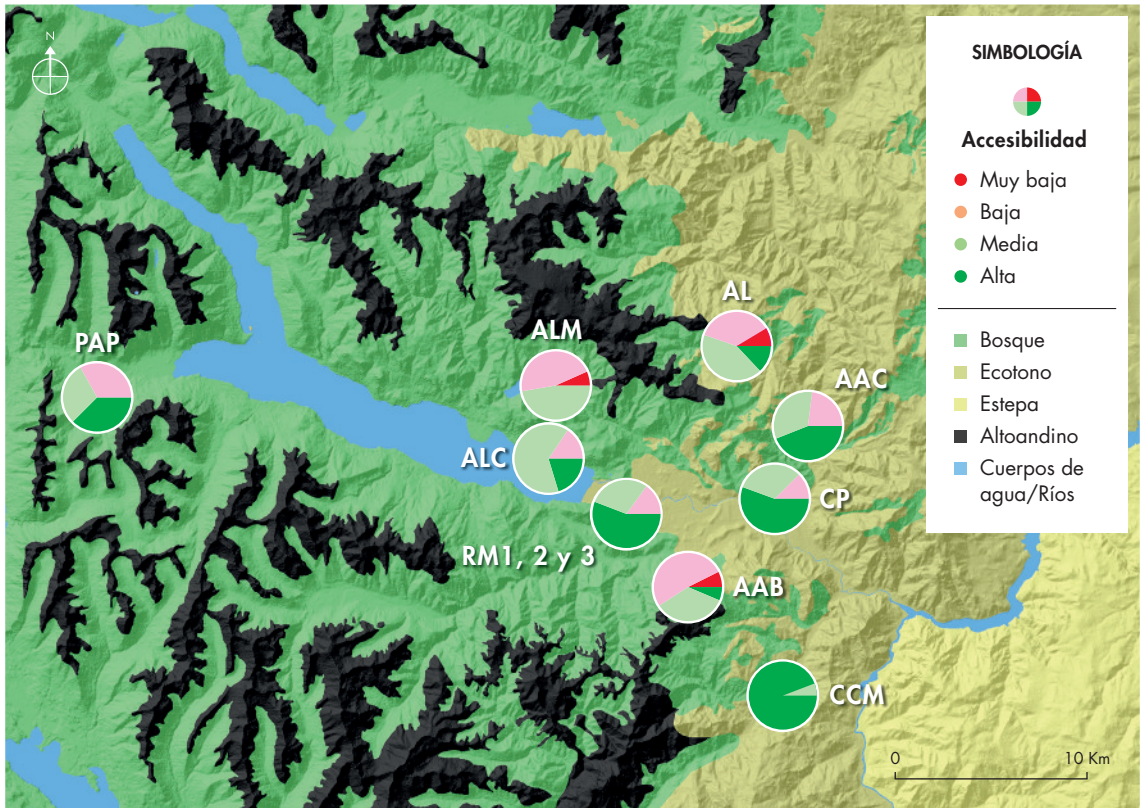 N
SIMBOLOGÍA
Accesibilidad
Muy baja
Baja
Media
Alta
Bosque
Ecotono
Estepa
Altoandino
Cuerpos de
agua/Ríos
AL
ALM
PAP
AAC
ALC
CP
RM1, 2 y 3
AAB
CCM
0 10 Km